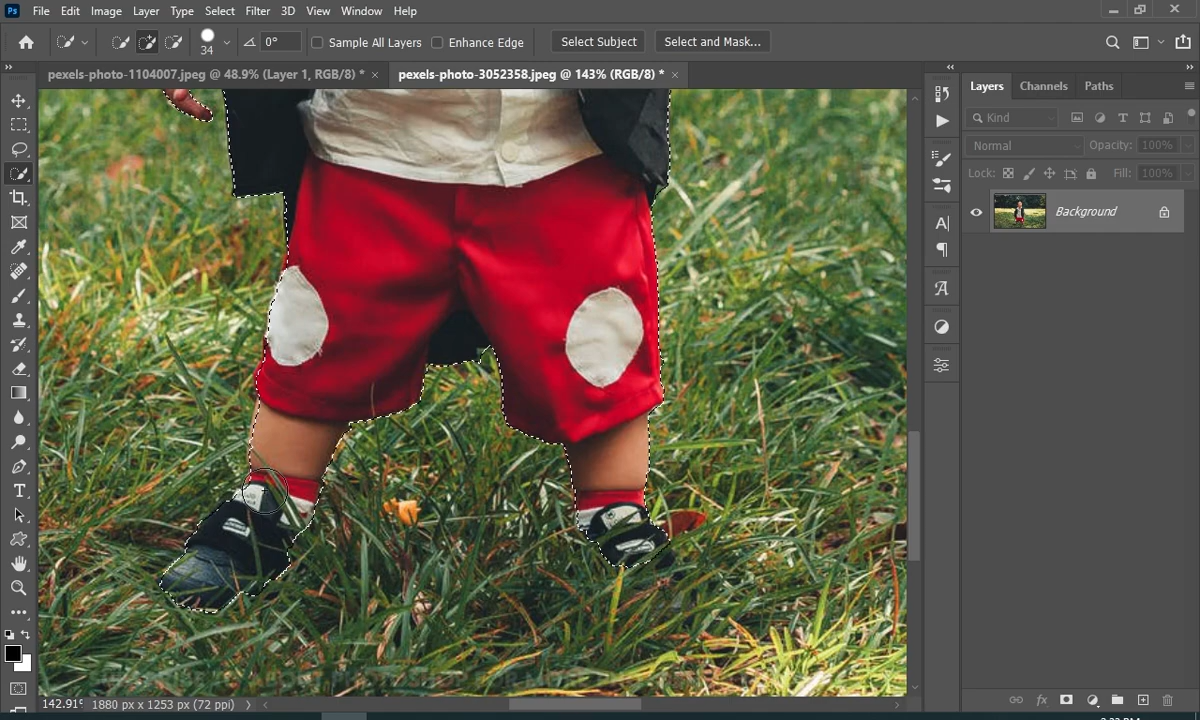 Ps File Edit Image Layer Type Select Filter 3D View Window Help
34 0° Sample All Layers Enhance Edge Select Subject Select and Mask...
pexels-photo-1104007.jpeg @ 48.9% (Layer 1, RGB/8) * × pexels-photo-3052358.jpeg @ 143% (RGB/8) * ×
Layers Channels Paths
Kind
Normal Opacity: 100%
Lock: Fill: 100%
Background
142.91% 1880 px x 1253 px (72 ppi)